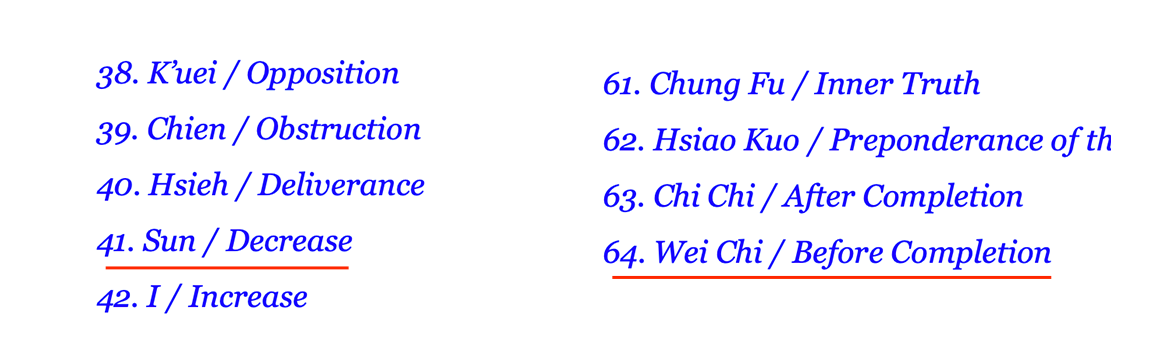 38. K’uei / Opposition
39. Chien / Obstruction
40. Hsieh / Deliverance
41. Sun / Decrease
42. I / Increase
61. Chung Fu / Inner Truth
62. Hsiao Kuo / Preponderance of th
63. Chi Chi / After Completion
64. Wei Chi / Before Completion